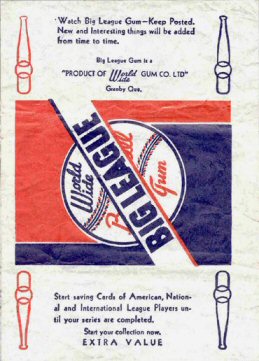 Watch Big League Gum—Keep Posted.
New and Interesting things will be added
from time to time.
Big League Gum is a
"PRODUCT OF World Wide GUM CO. LTD"
Granby Que.
World
Wide
BIG LEAGUE
Baseball
Gum
Start saving Cards of American, Nation-
al and International League Players un-
til your series are completed.
Start your collection now.
EXTRA VALUE